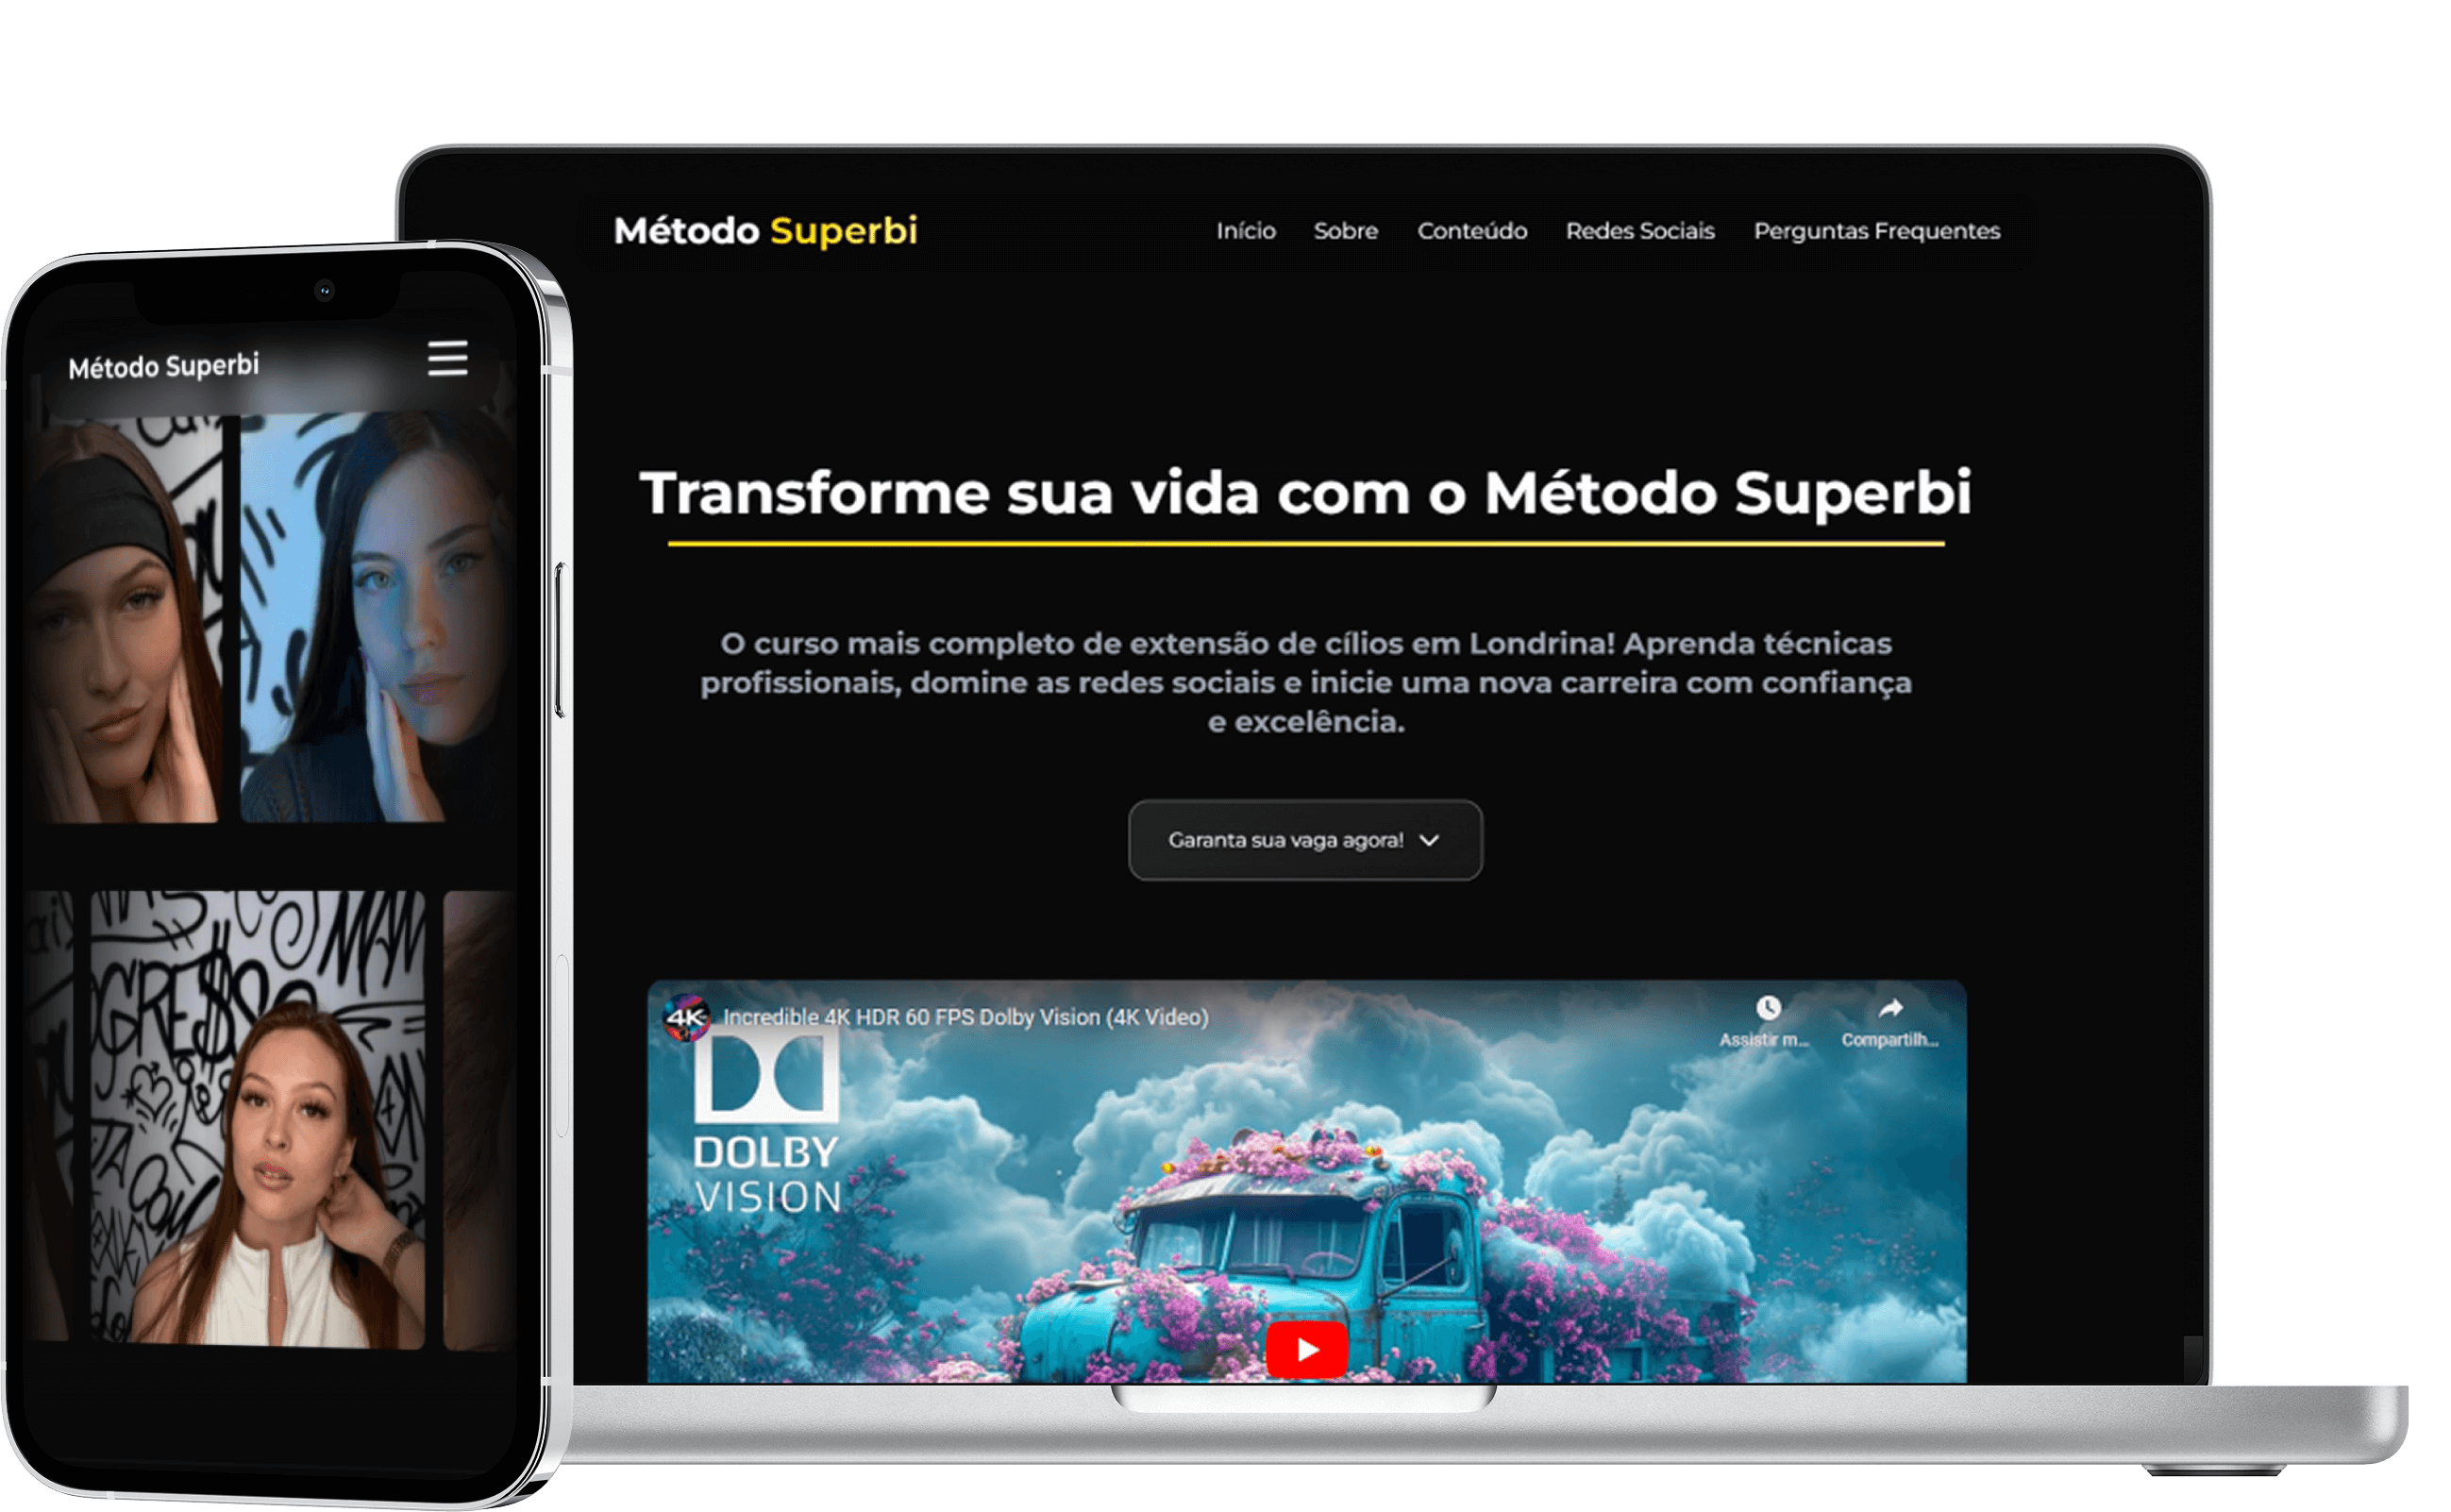 Método Superbi
Início Sobre Conteúdo Redes Sociais Perguntas Frequentes
Transforme sua vida com o Método Superbi
O curso mais completo de extensão de cílios em Londrina! Aprenda técnicas
profissionais, domine as redes sociais e inicie uma nova carreira com confiança
e excelência.
Garanta sua vaga agora!
4K
Incredible 4K HDR 60 FPS Dolby Vision (4K Video)
Assistir m...
Compartilh...
DOLBY
VISION
Método Superbi